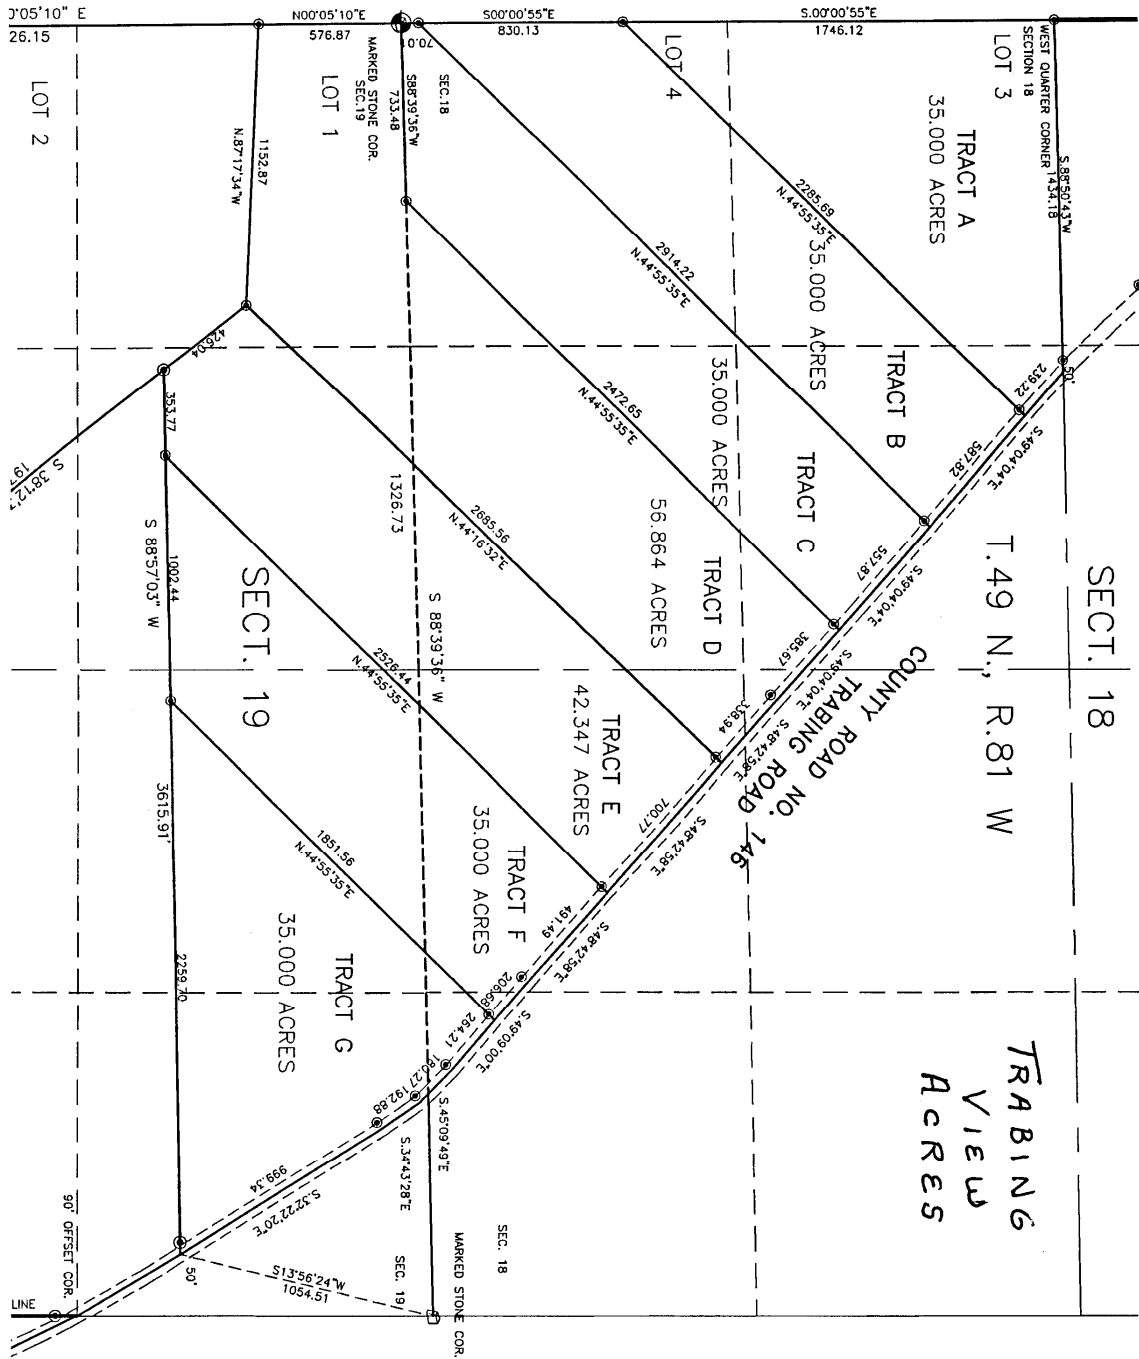 0°05'10" E
26.15
N00°05'10"E
576.87
70.01
S00°00'55"E
830.13
S.00°00'55"E
1746.12
WEST QUARTER CORNER
SECTION 18
LOT 3
LOT 4
LOT 1
LOT 2
MARKED STONE COR.
SEC.19
SEC.18
S88°39'36"W
733.48
1152.87
N.87°17'34"W
S.88°50'43"W
1434.18
TRACT A
35.000 ACRES
2285.69
N.44°55'35"E
TRACT B
35.000 ACRES
2914.22
N.44°55'35"E
TRACT C
35.000 ACRES
2472.65
N.44°55'35"E
TRACT D
56.864 ACRES
2685.56
N.44°16'32"E
TRACT E
42.347 ACRES
2526.44
N.44°55'35"E
TRACT F
35.000 ACRES
1851.56
N.44°55'35"E
TRACT G
35.000 ACRES
426.04
353.77
S 38°12'
1002.44
S 88°57'03" W
3615.91'
2259.70
1326.73
S 88°39'36" W
SECT. 19
SECT. 18
T.49 N., R.81 W
COUNTY ROAD NO. 146
TRABING ROAD
50'
239.22
S.49°04'04"E
587.82
557.87
S.49°04'04"E
385.67
S.49°04'04"E
338.94
S.48°42'58"E
700.77
S.48°42'58"E
491.49
S.48°42'58"E
206.68
264.21
S.49°09'00"E
180.27
192.88
S.45°09'49"E
S.34°43'28"E
999.34
S.32°22'20"E
50'
S13°56'24"W
1054.51
SEC. 18
MARKED STONE COR.
SEC. 19
90' OFFSET COR.
LINE
TRABING
VIEW
ACRES